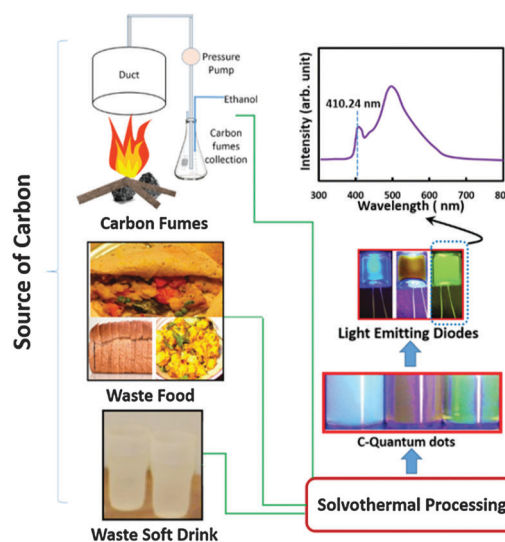 Source of Carbon
Duct
Pressure
Pump
Ethanol
Carbon
fumes
collection
Carbon Fumes
Waste Food
Waste Soft Drink
Intensity (arb. unit)
410.24 nm
300 400 500 600 700 80
Wavelength ( nm)
Light Emitting Diodes
C-Quantum dots
Solvothermal Processing